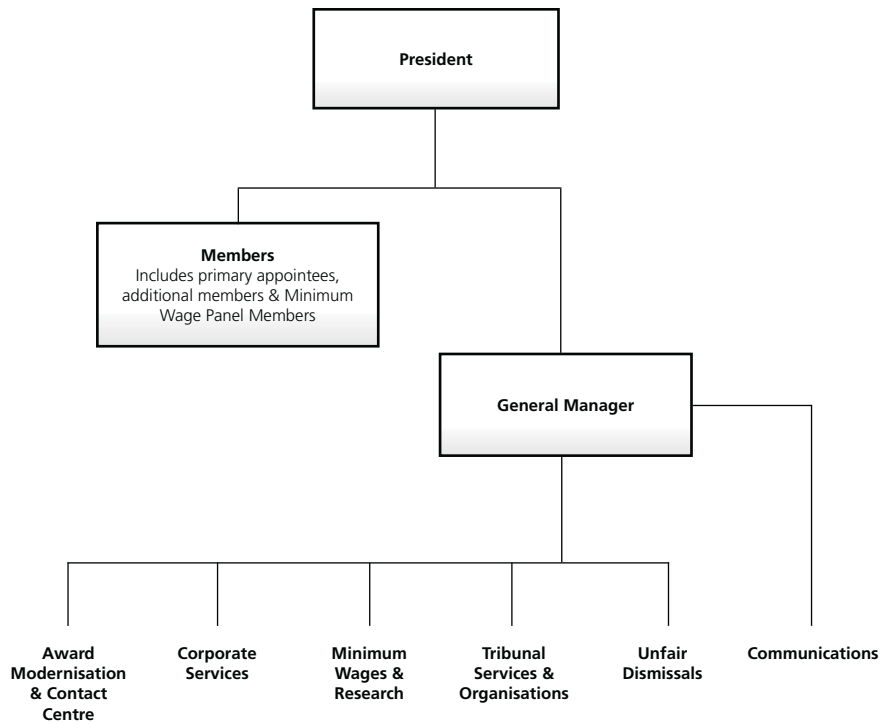 President
Members
Includes primary appointees,
additional members & Minimum
Wage Panel Members
General Manager
Award
Modernisation
& Contact
Centre
Corporate
Services
Minimum
Wages &
Research
Tribunal
Services &
Organisations
Unfair
Dismissals
Communications